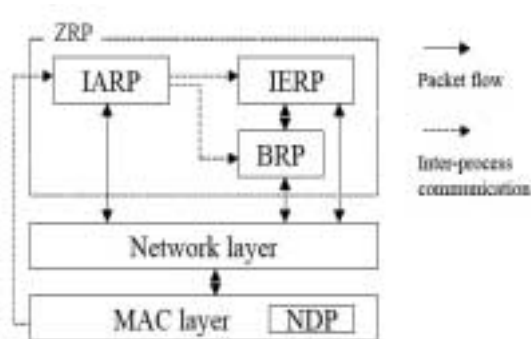 ZRP
IARP
IERP
BRP
Network layer
MAC layer
NDP
Packet flow
Inter-process
communication